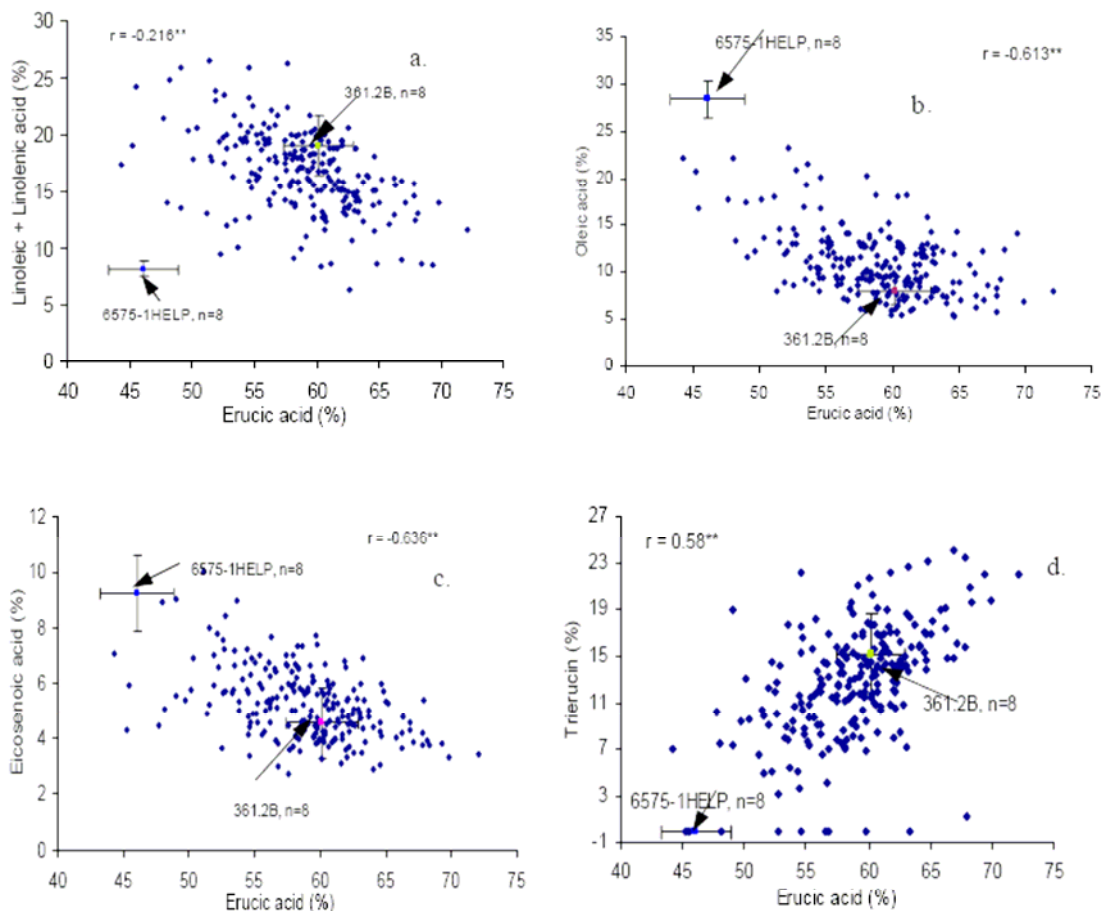 r = -0.216**
a.
361.2B, n=8
6575-1HELP, n=8
Linoleic + Linolenic acid (%)
30
25
20
15
10
5
0
40 45 50 55 60 65 70 75
Erucic acid (%)
6575-1HELP, n=8
r = -0.613**
b.
361.2B, n=8
Oleic acid (%)
35
30
25
20
15
10
5
0
40 45 50 55 60 65 70 75
Erucic acid (%)
r = -0.636**
6575-1HELP, n=8
c.
361.2B, n=8
Eicosenoic acid (%)
12
10
8
6
4
2
0
40 45 50 55 60 65 70 75
Erucic acid (%)
r = 0.58**
d.
361.2B, n=8
6575-1HELP, n=8
Trierucin (%)
27
23
19
15
11
7
3
-1
40 45 50 55 60 65 70 75
Erucic acid (%)